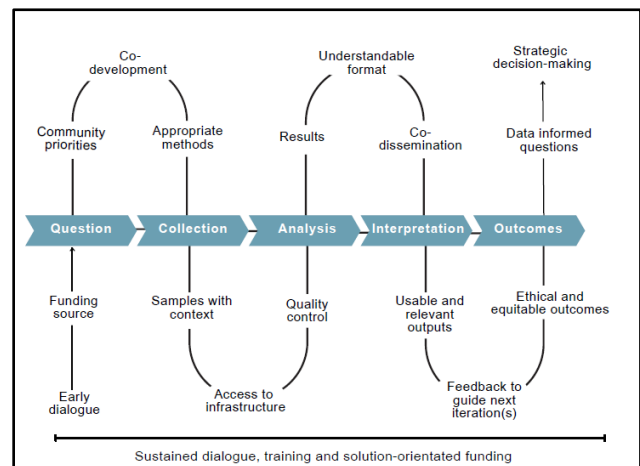 Co-
development
Understandable
format
Strategic
decision-making
Community
priorities
Appropriate
methods
Results
Co-
dissemination
Data informed
questions
Question
Collection
Analysis
Interpretation
Outcomes
Funding
source
Samples with
context
Quality
control
Usable and
relevant
outputs
Ethical and
equitable outcomes
Early
dialogue
Access to
infrastructure
Feedback to
guide next
iteration(s)
Sustained dialogue, training and solution-orientated funding